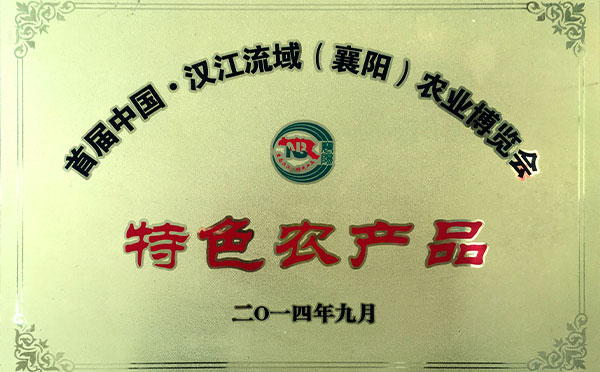 首届中国·汉江流域（襄阳）农业博览会
特色农产品
二〇一四年九月